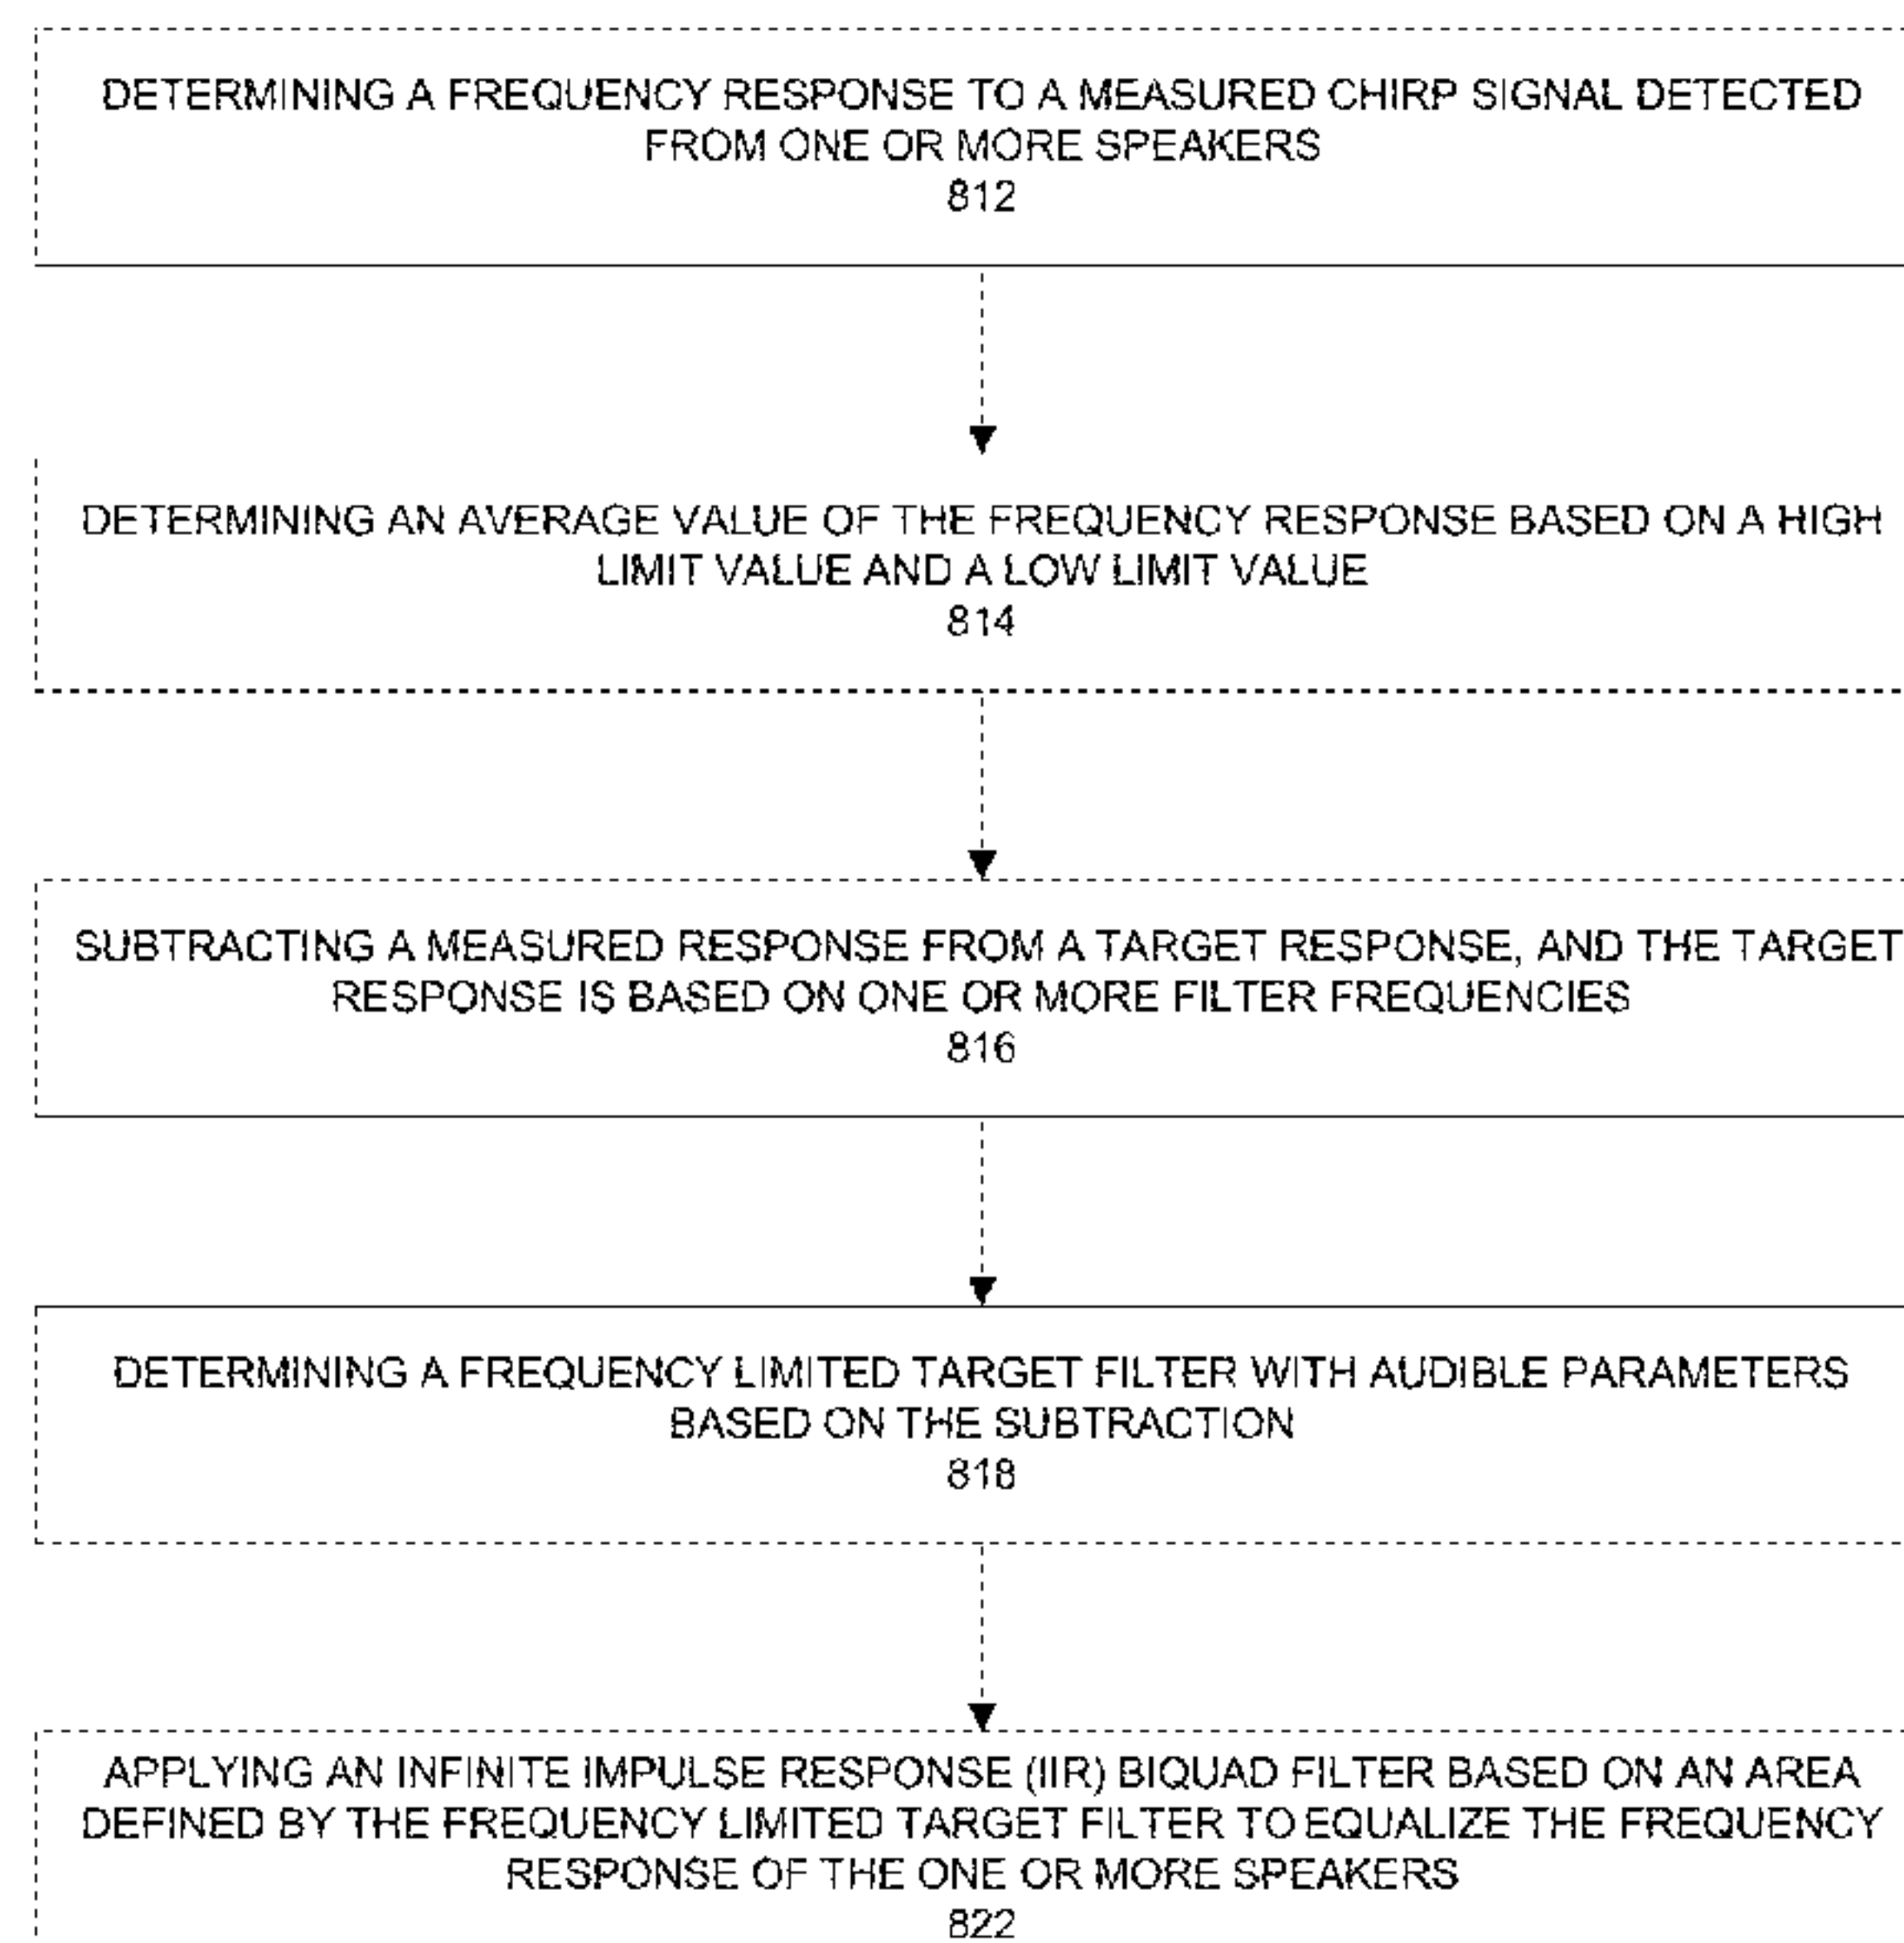 DETERMINING A FREQUENCY RESPONSE TO A MEASURED CHIRP SIGNAL DETECTED
FROM ONE OR MORE SPEAKERS
812
DETERMINING AN AVERAGE VALUE OF THE FREQUENCY RESPONSE BASED ON A HIGH
LIMIT VALUE AND A LOW LIMIT VALUE
814
SUBTRACTING A MEASURED RESPONSE FROM A TARGET RESPONSE, AND THE TARGET
RESPONSE IS BASED ON ONE OR MORE FILTER FREQUENCIES
816
DETERMINING A FREQUENCY LIMITED TARGET FILTER WITH AUDIBLE PARAMETERS
BASED ON THE SUBTRACTION
818
APPLYING AN INFINITE IMPULSE RESPONSE (IIR) BIQUAD FILTER BASED ON AN AREA
DEFINED BY THE FREQUENCY LIMITED TARGET FILTER TO EQUALIZE THE FREQUENCY
RESPONSE OF THE ONE OR MORE SPEAKERS
822